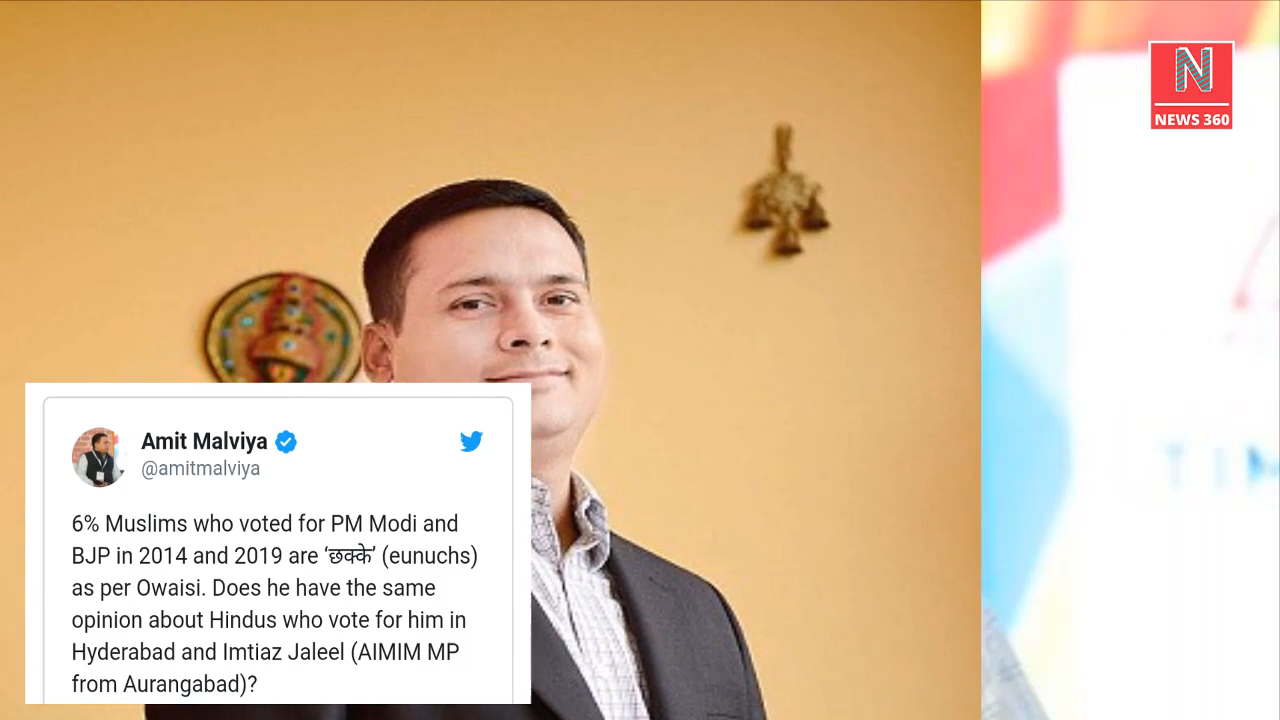 N
NEWS 360
Amit Malviya
@amitmalviya
6% Muslims who voted for PM Modi and
BJP in 2014 and 2019 are ‘छक्के’ (eunuchs)
as per Owaisi. Does he have the same
opinion about Hindus who vote for him in
Hyderabad and Imtiaz Jaleel (AIMIM MP
from Aurangabad)?